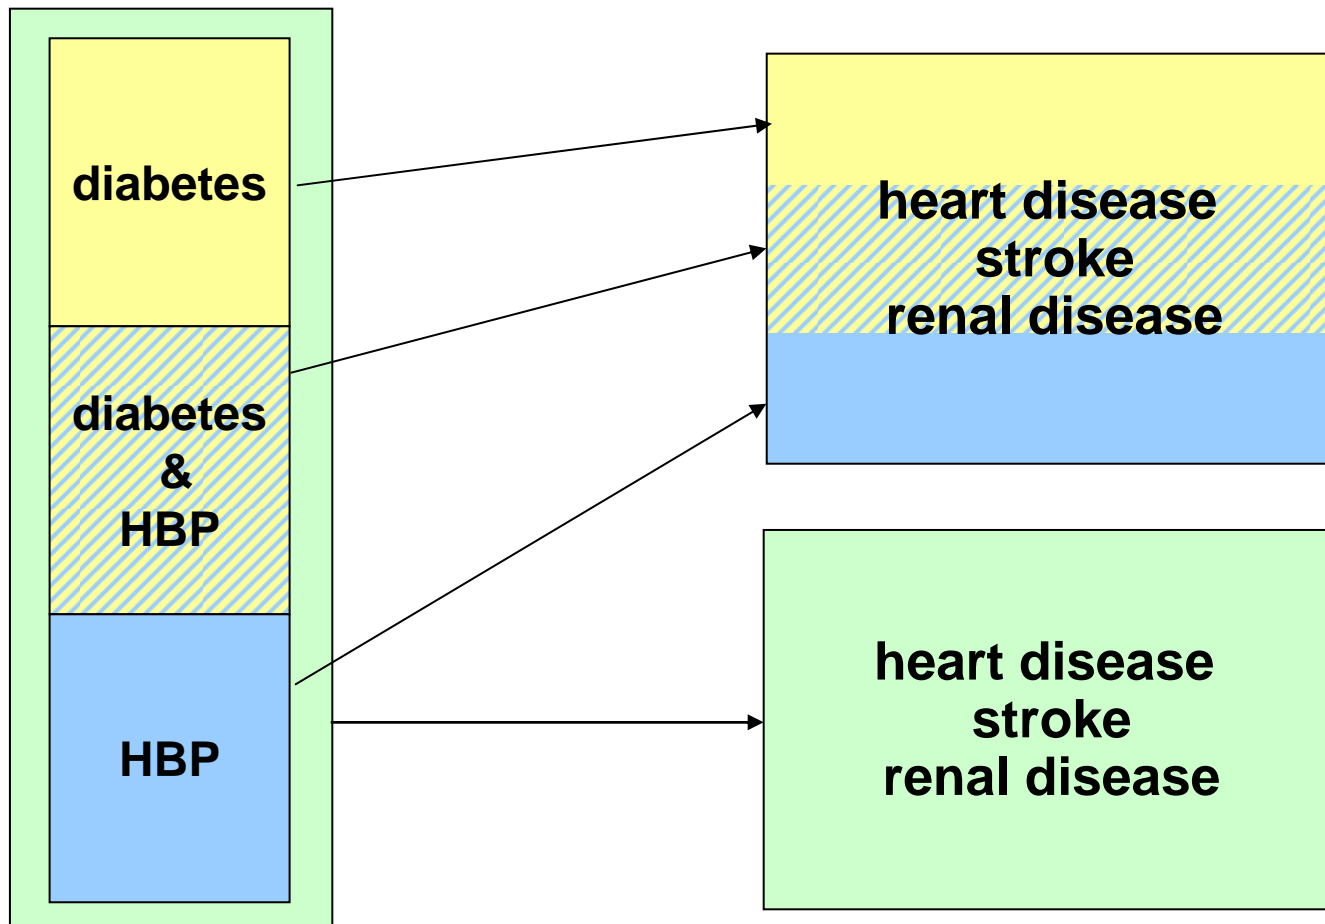 diabetes
diabetes
&
HBP
HBP
heart disease
stroke
renal disease
heart disease
stroke
renal disease